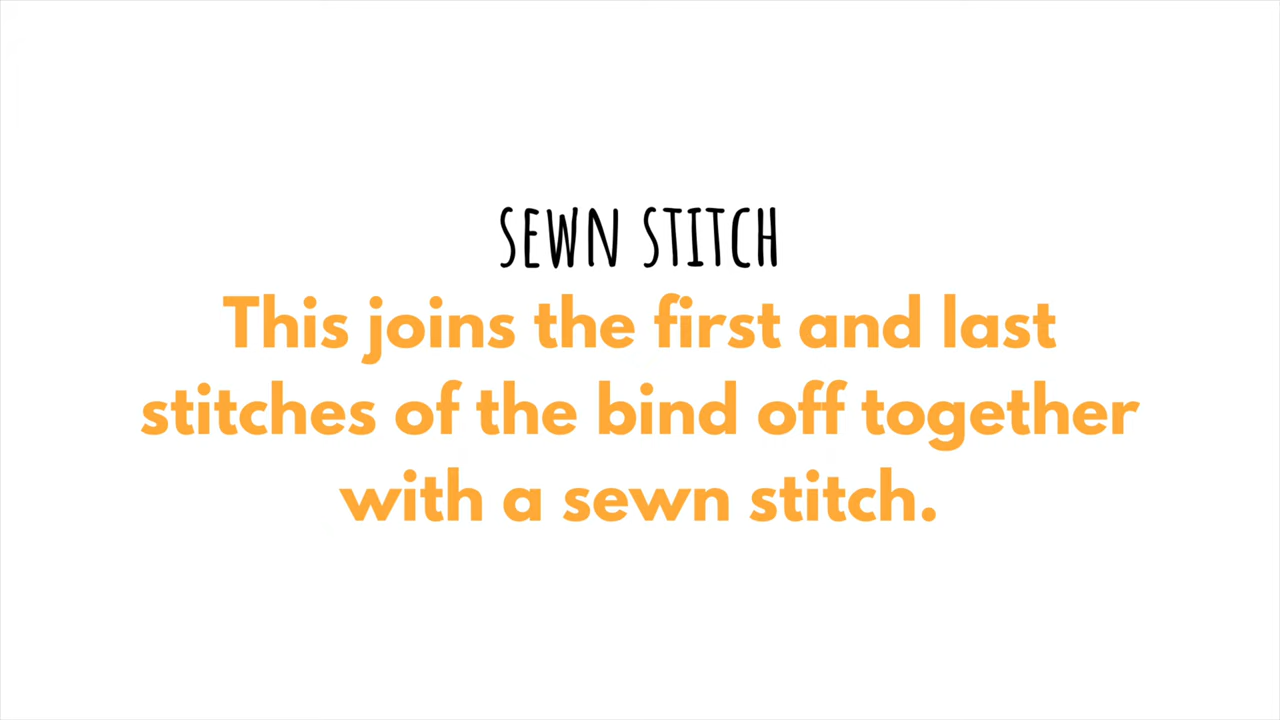 SEWN STITCH
This joins the first and last
stitches of the bind off together
with a sewn stitch.